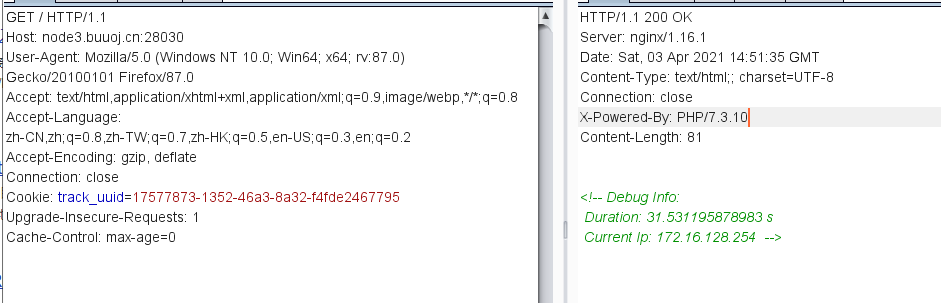 GET / HTTP/1.1
Host: node3.buuoj.cn:28030
User-Agent: Mozilla/5.0 (Windows NT 10.0; Win64; x64; rv:87.0)
Gecko/20100101 Firefox/87.0
Accept: text/html,application/xhtml+xml,application/xml;q=0.9,image/webp,*/*;q=0.8
Accept-Language:
zh-CN,zh;q=0.8,zh-TW;q=0.7,zh-HK;q=0.5,en-US;q=0.3,en;q=0.2
Accept-Encoding: gzip, deflate
Connection: close
Cookie: track_uuid=17577873-1352-46a3-8a32-f4fde2467795
Upgrade-Insecure-Requests: 1
Cache-Control: max-age=0
HTTP/1.1 200 OK
Server: nginx/1.16.1
Date: Sat, 03 Apr 2021 14:51:35 GMT
Content-Type: text/html;; charset=UTF-8
Connection: close
X-Powered-By: PHP/7.3.10
Content-Length: 81
<!-- Debug Info:
Duration: 31.531195878983 s
Current Ip: 172.16.128.254 -->